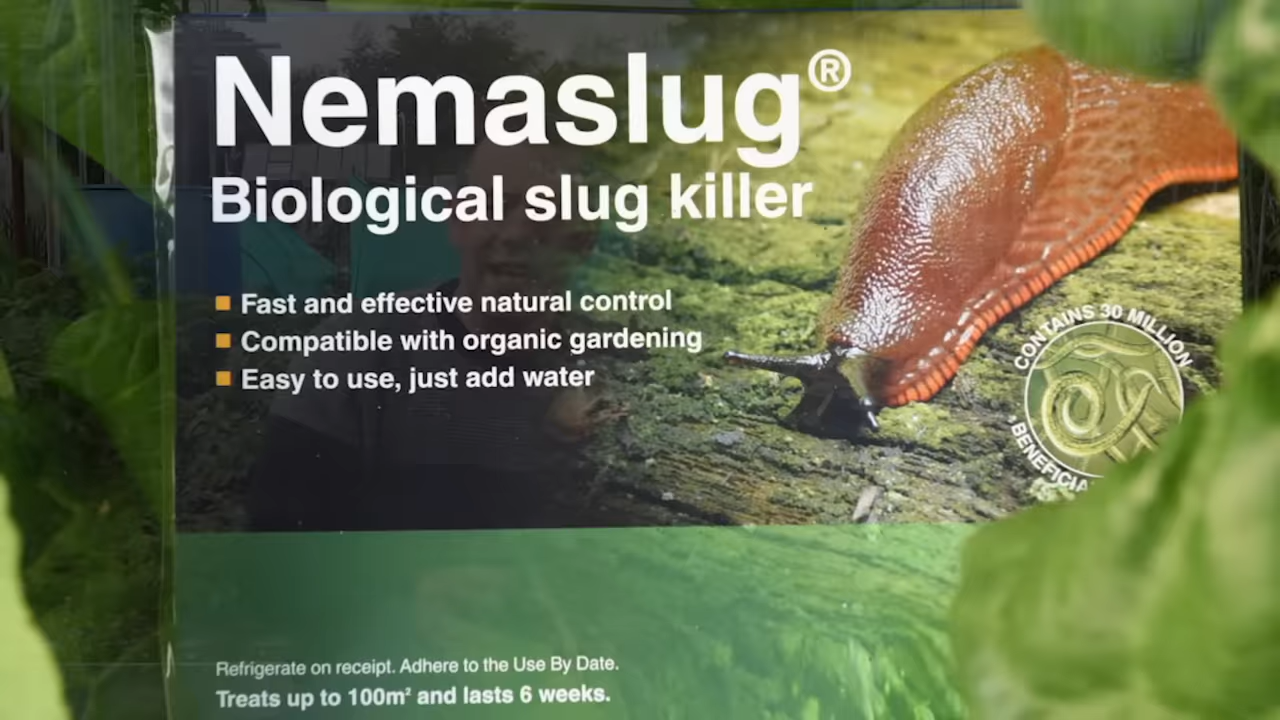 Nemaslug®
Biological slug killer
Fast and effective natural control
Compatible with organic gardening
Easy to use, just add water
CONTAINS 30 MILLION
Refrigerate on receipt. Adhere to the Use By Date.
Treats up to 100m² and lasts 6 weeks.